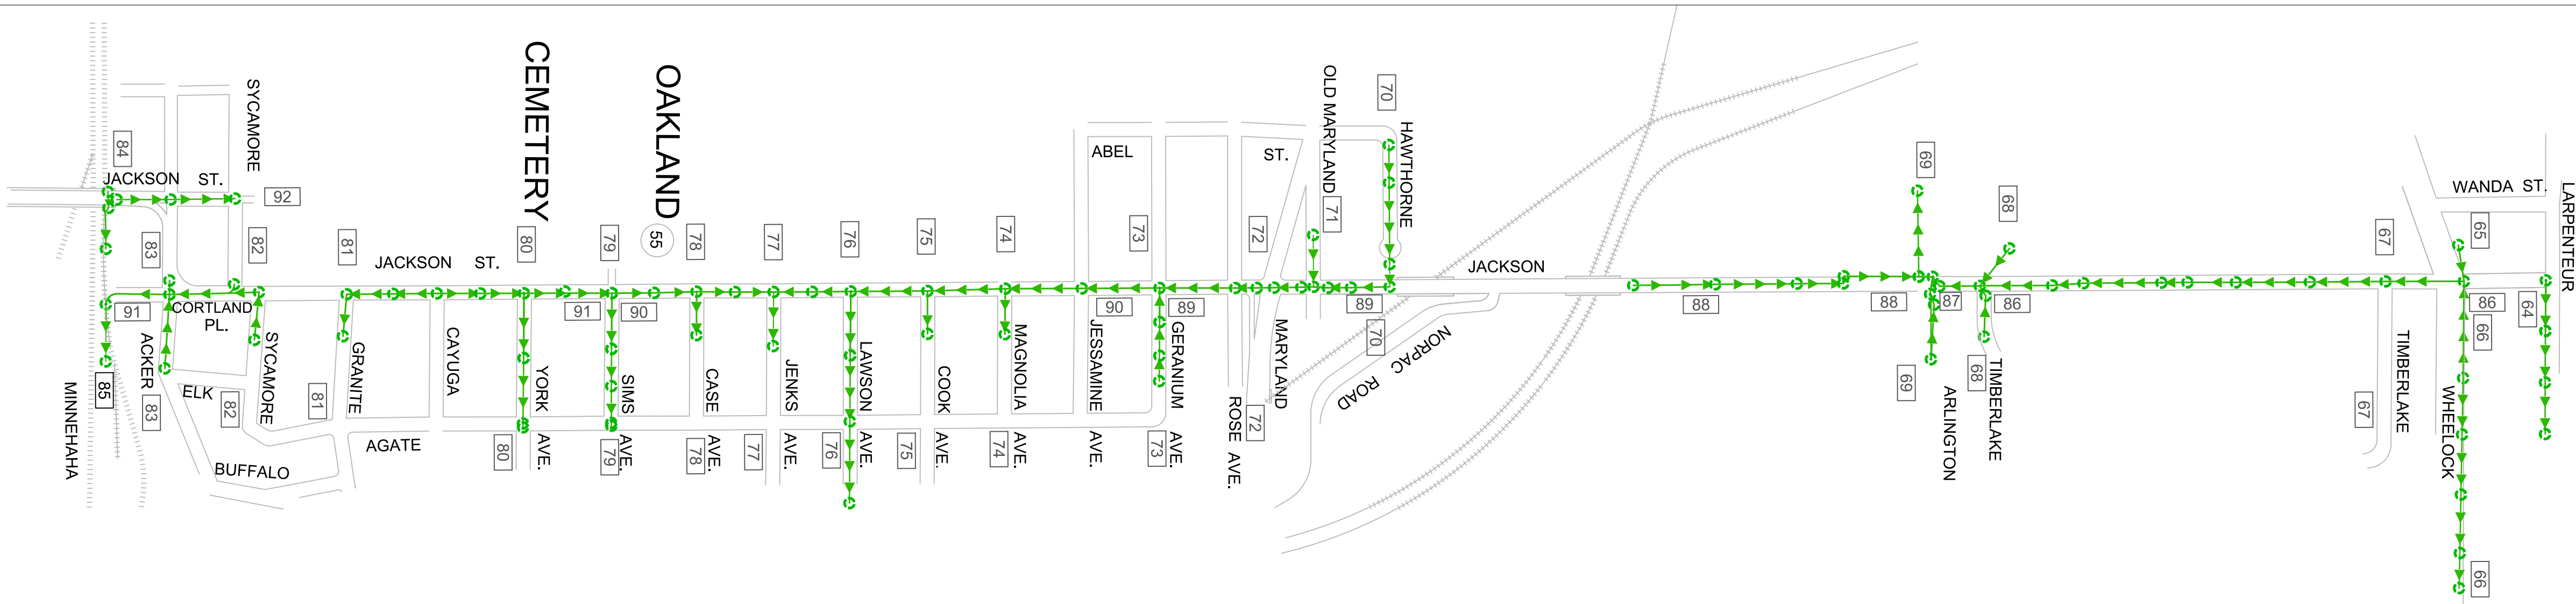 SYCAMORE
84
JACKSON ST.
92
83
82
81
JACKSON ST.
CEMETERY
80
79
OAKLAND
55
78
77
76
75
74
ABEL ST.
73
72
OLD MARYLAND
71
70
HAWTHORNE
JACKSON
69
68
67
WANDA ST.
65
LARPENTEUR
91
CORTLAND PL.
91
90
90
89
89
88
88
87
86
86
64
MINNEHAHA
85
ACKER
83
ELK
82
SYCAMORE
BUFFALO
81
GRANITE
AGATE
CAYUGA
80
YORK AVE.
79
SIMS AVE.
78
CASE AVE.
77
JENKS AVE.
76
LAWSON AVE.
75
COOK AVE.
74
MAGNOLIA AVE.
JESSAMINE AVE.
73
GERANIUM AVE.
ROSE AVE.
72
MARYLAND
70
NORPAC ROAD
69
ARLINGTON
68
TIMBERLAKE
67
TIMBERLAKE
WHEELOCK
66
66